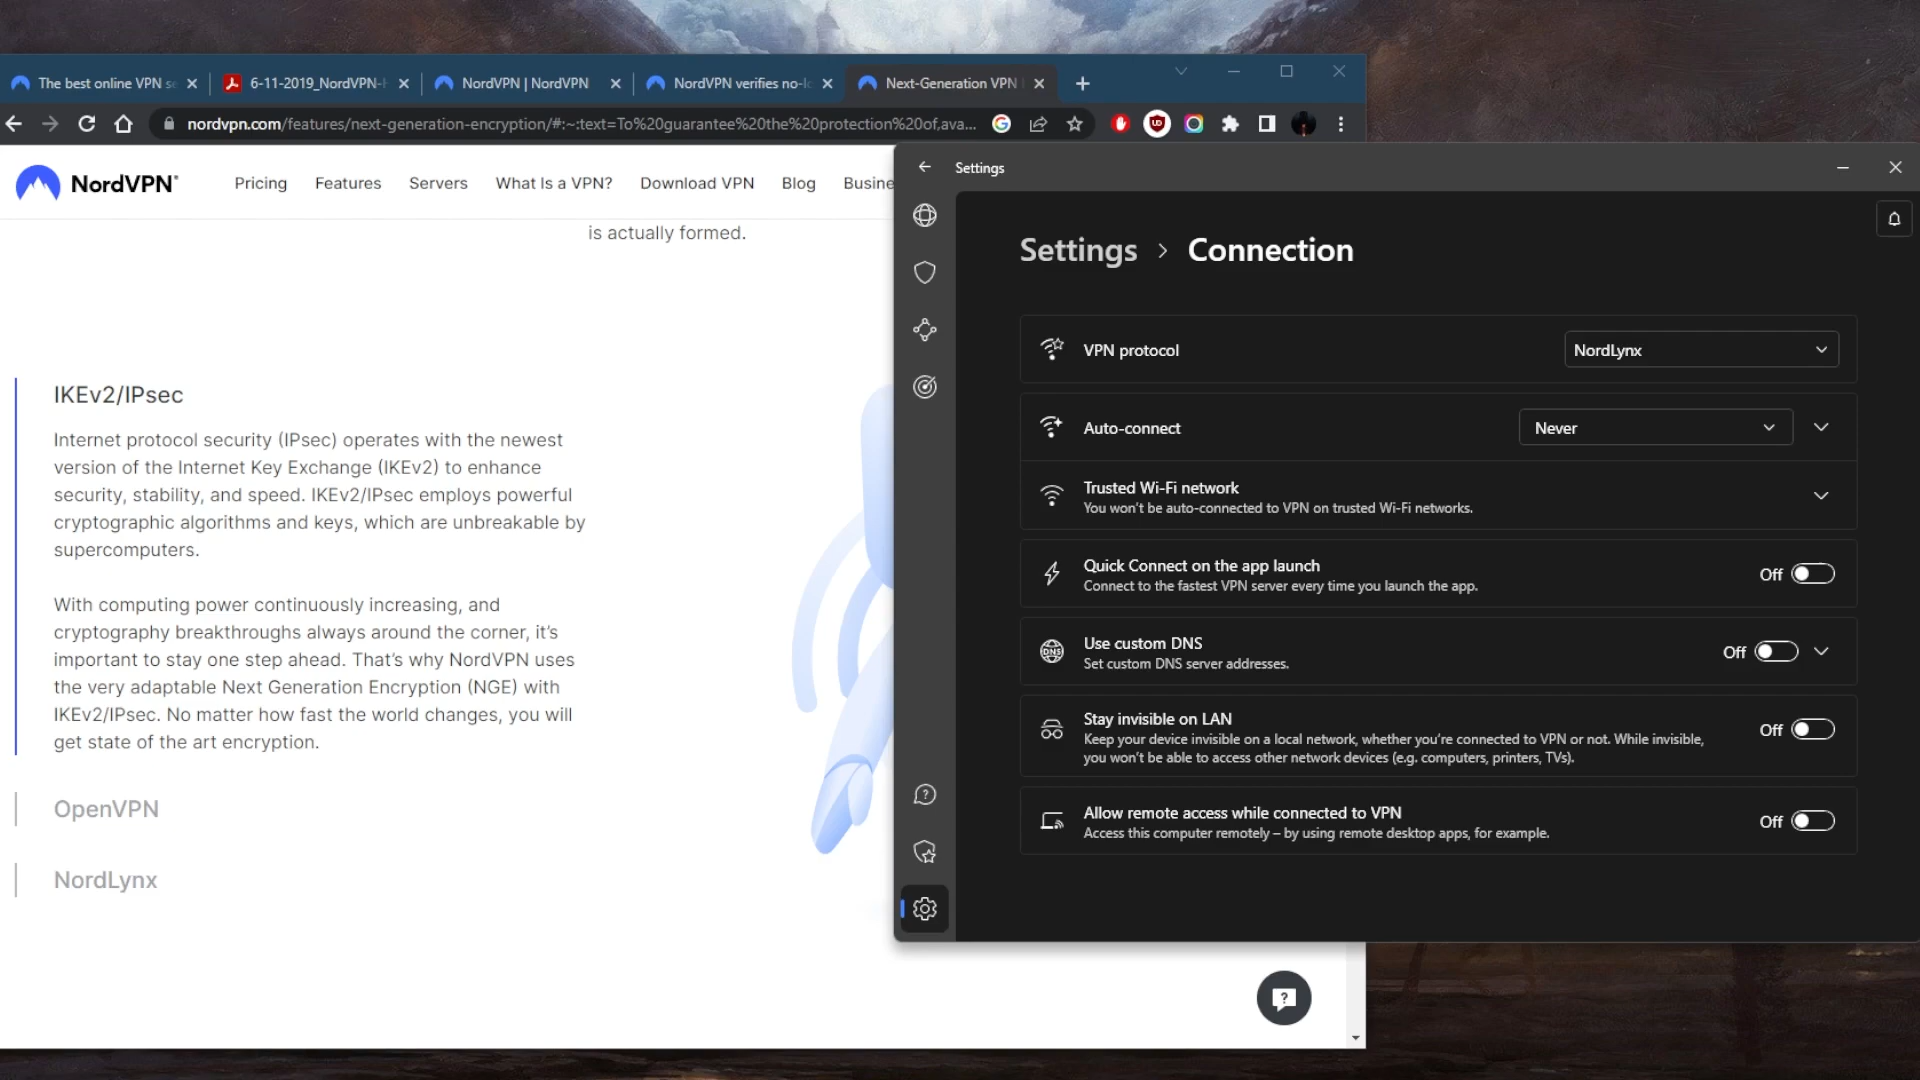 The best online VPN se
6-11-2019_NordVPN-
NordVPN | NordVPN
NordVPN verifies no-lo
Next-Generation VPN
nordvpn.com/features/next-generation-encryption/#:~:text=To%20guarantee%20the%20protection%20of,ava...
NordVPN®
Pricing
Features
Servers
What Is a VPN?
Download VPN
Blog
Busine
is actually formed.
IKEv2/IPsec
Internet protocol security (IPsec) operates with the newest
version of the Internet Key Exchange (IKEv2) to enhance
security, stability, and speed. IKEv2/IPsec employs powerful
cryptographic algorithms and keys, which are unbreakable by
supercomputers.
With computing power continuously increasing, and
cryptography breakthroughs always around the corner, it's
important to stay one step ahead. That's why NordVPN uses
the very adaptable Next Generation Encryption (NGE) with
IKEv2/IPsec. No matter how fast the world changes, you will
get state of the art encryption.
OpenVPN
NordLynx
Settings
Settings > Connection
VPN protocol
NordLynx
Auto-connect
Never
Trusted Wi-Fi network
You won't be auto-connected to VPN on trusted Wi-Fi networks.
Quick Connect on the app launch
Connect to the fastest VPN server every time you launch the app.
Off
DNS
Use custom DNS
Set custom DNS server addresses.
Off
Stay invisible on LAN
Keep your device invisible on a local network, whether you're connected to VPN or not. While invisible,
you won't be able to access other network devices (e.g. computers, printers, TVs).
Off
Allow remote access while connected to VPN
Access this computer remotely – by using remote desktop apps, for example.
Off